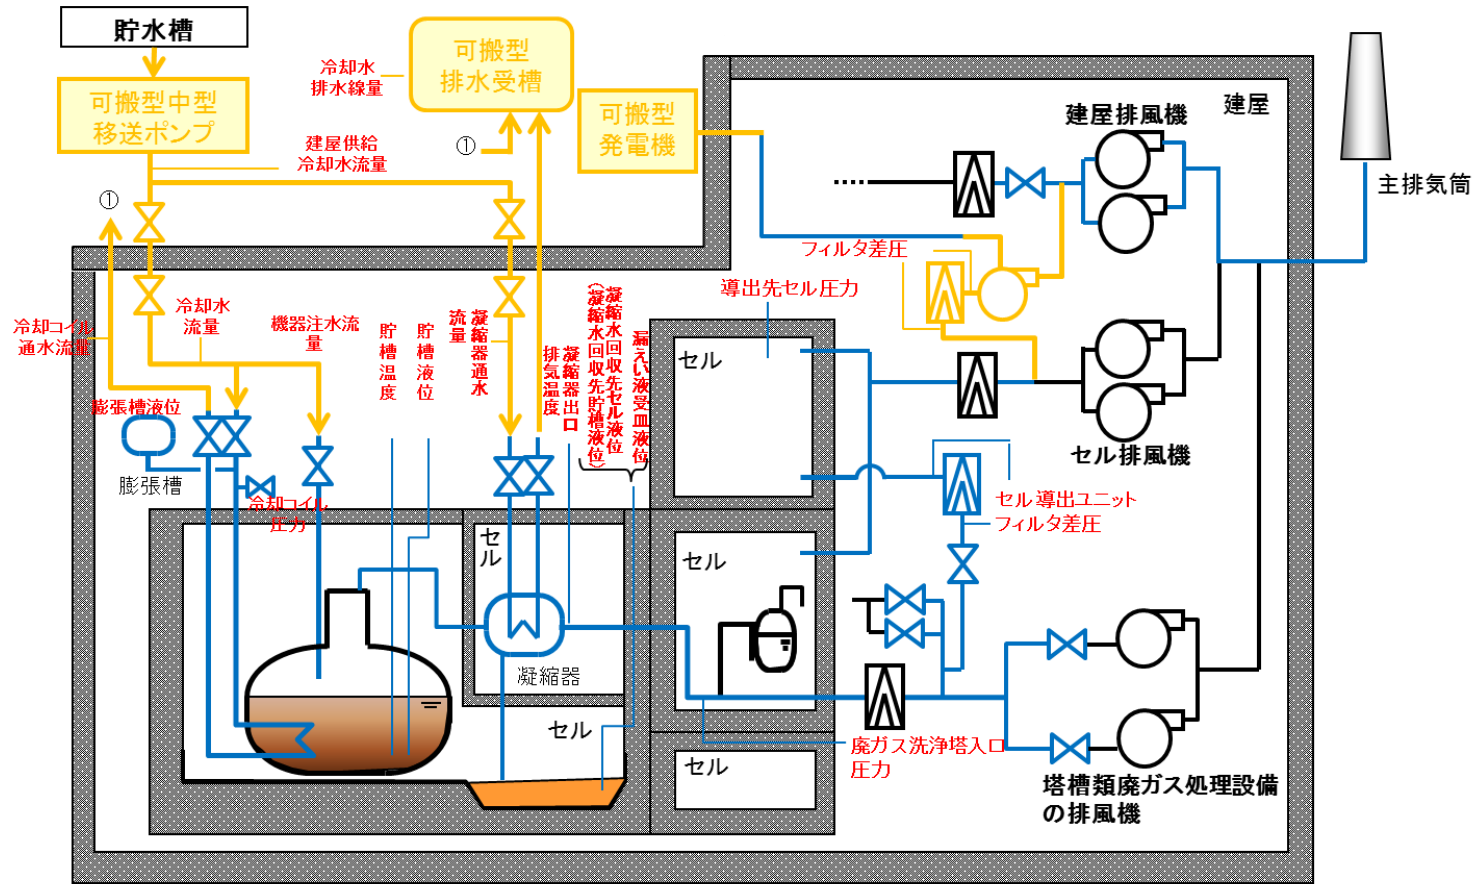 貯水槽
可搬型中型
移送ポンプ
冷却水
排水線量
可搬型
排水受槽
可搬型
発電機
建屋供給
冷却水流量
①
①
建屋排風機
建屋
主排気筒
フィルタ差圧
導出先セル圧力
冷却コイル
通水流量
冷却水
流量
機器注水流
量
貯槽温度
貯槽液位
凝縮器通水
流量
凝縮器出口
排気温度
凝縮水回収先セル液位
(凝縮水回収先貯槽液位)
漏えい液受皿液位
セル
セル排風機
膨張槽液位
膨張槽
冷却コイル
圧力
セル
凝縮器
セル
セル
セル
セル導出ユニット
フィルタ差圧
廃ガス洗浄塔入口
圧力
塔槽類廃ガス処理設備
の排風機